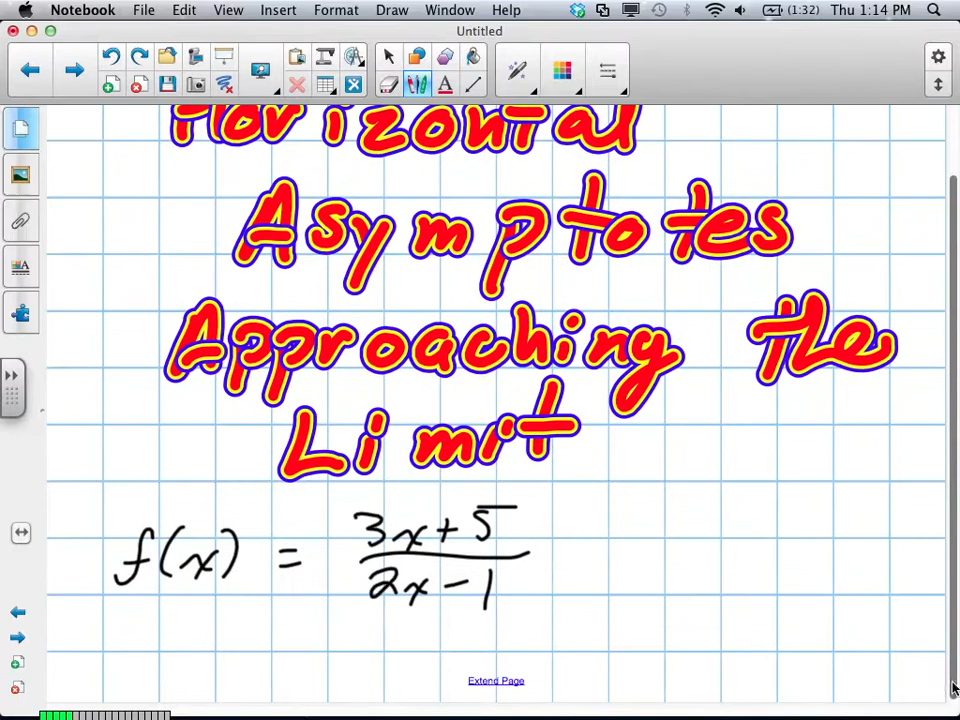 Notebook File Edit View Insert Format Draw Window Help (1:32) Thu 1:14 PM
Untitled
Horizontal
Asymptotes
Approaching the
Limit
f(x) = 3x+5
2x-1
Extend Page